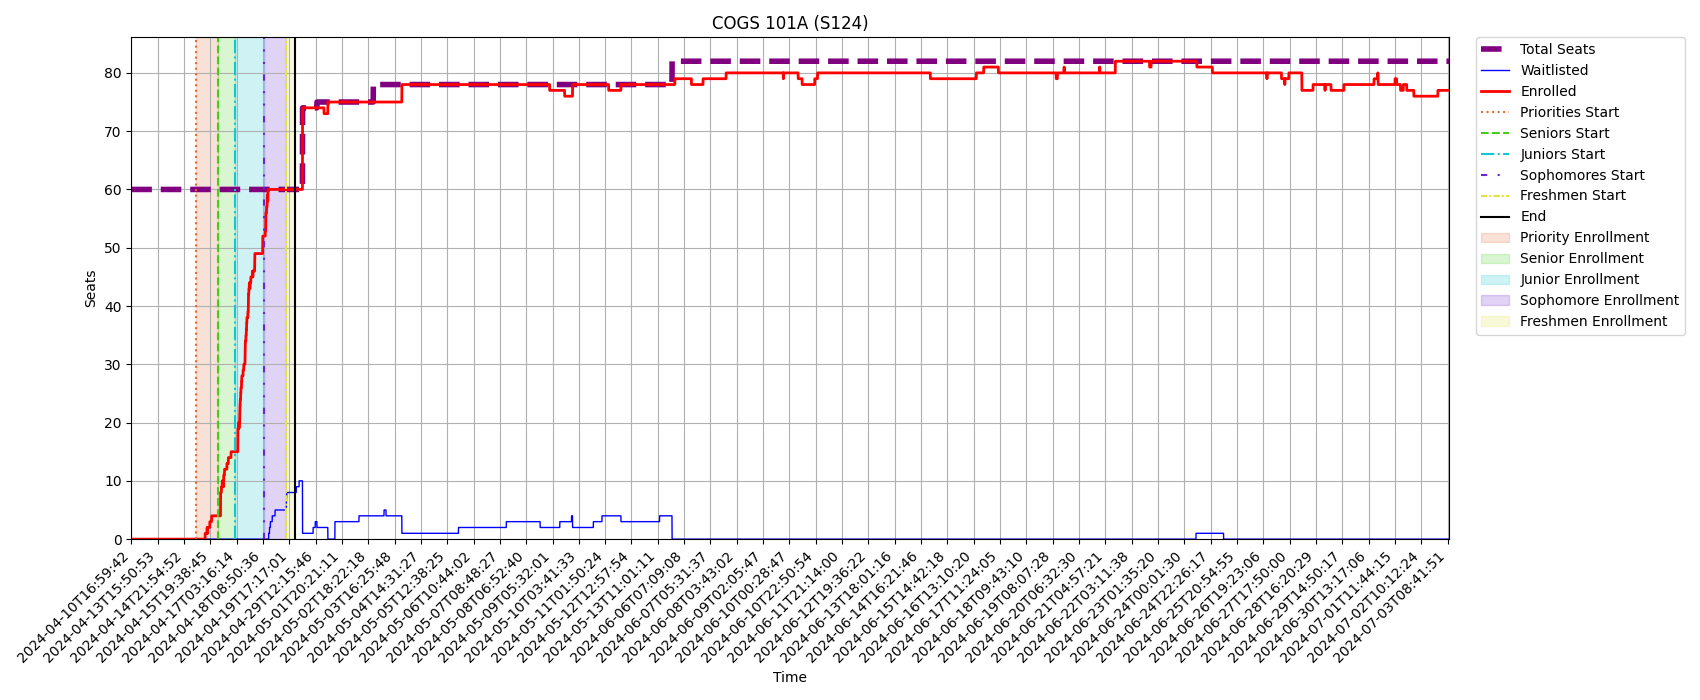 COGS 101A (S124)
Seats
80
70
60
50
40
30
20
10
0
2024-04-10T16:59:42
2024-04-13T15:50:53
2024-04-14T21:54:52
2024-04-15T19:38:45
2024-04-17T03:16:14
2024-04-18T08:50:36
2024-04-19T17:17:01
2024-04-29T12:15:46
2024-05-01T20:21:11
2024-05-02T18:22:18
2024-05-03T16:25:48
2024-05-04T14:31:27
2024-05-05T12:38:25
2024-05-06T10:44:02
2024-05-07T08:48:27
2024-05-08T06:52:40
2024-05-09T05:32:01
2024-05-10T03:41:33
2024-05-11T01:50:24
2024-05-12T12:57:54
2024-05-13T11:01:11
2024-06-06T07:09:08
2024-06-07T05:31:37
2024-06-08T03:43:02
2024-06-09T02:05:47
2024-06-10T00:28:47
2024-06-10T22:50:54
2024-06-11T21:14:00
2024-06-12T19:36:22
2024-06-13T18:01:16
2024-06-14T16:21:46
2024-06-15T14:42:18
2024-06-16T13:10:20
2024-06-17T11:24:05
2024-06-18T09:43:10
2024-06-19T08:07:28
2024-06-20T06:32:30
2024-06-21T04:57:21
2024-06-22T03:11:38
2024-06-23T01:35:20
2024-06-24T00:01:30
2024-06-24T22:26:17
2024-06-25T20:54:55
2024-06-26T19:23:06
2024-06-27T17:50:00
2024-06-28T16:20:29
2024-06-29T14:50:17
2024-06-30T13:17:06
2024-07-01T11:44:15
2024-07-02T10:12:24
2024-07-03T08:41:51
Time
Total Seats
Waitlisted
Enrolled
Priorities Start
Seniors Start
Juniors Start
Sophomores Start
Freshmen Start
End
Priority Enrollment
Senior Enrollment
Junior Enrollment
Sophomore Enrollment
Freshmen Enrollment